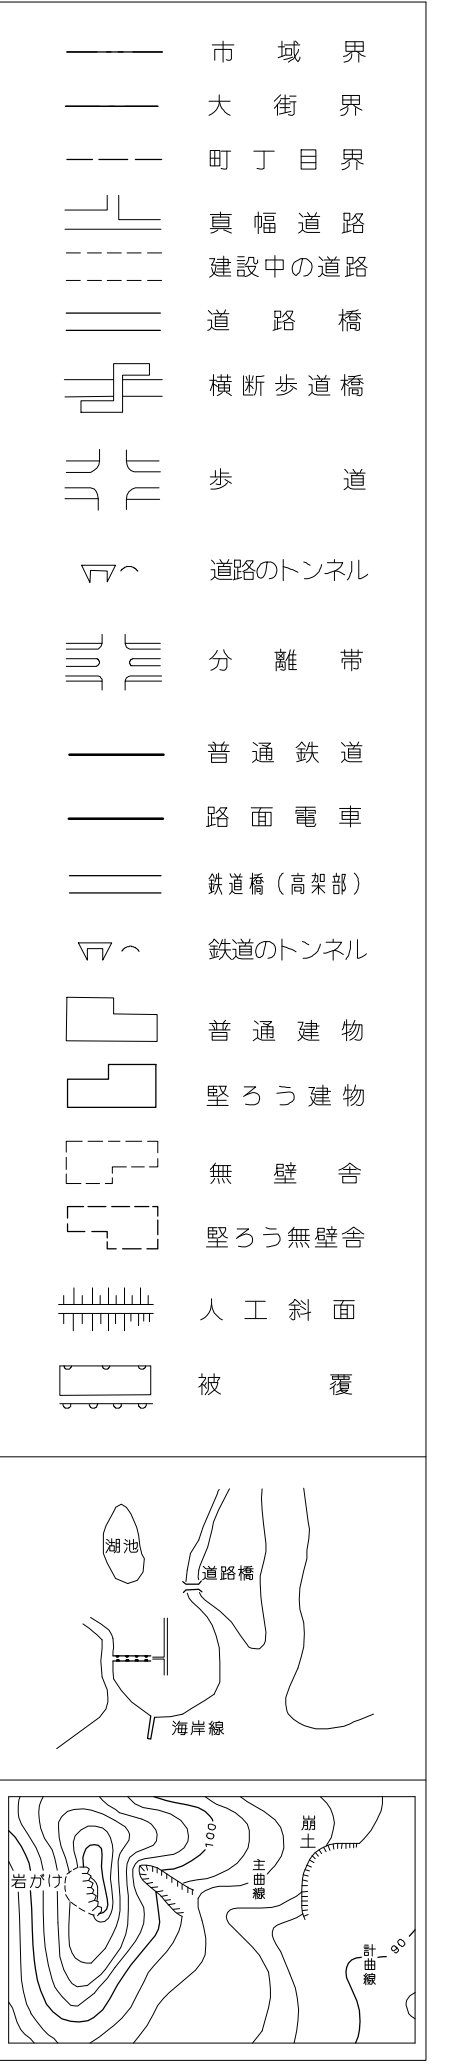 市域界
大街界
町丁目界
真幅道路
建設中の道路
道路橋
横断歩道橋
歩道
道路のトンネル
分離帯
普通鉄道
路面電車
鉄道橋(高架部)
鉄道のトンネル
普通建物
堅ろう建物
無壁舎
堅ろう無壁舎
人工斜面
被覆
湖池
道路橋
海岸線
100
崩土
主曲線
岩がけ
計曲線
90